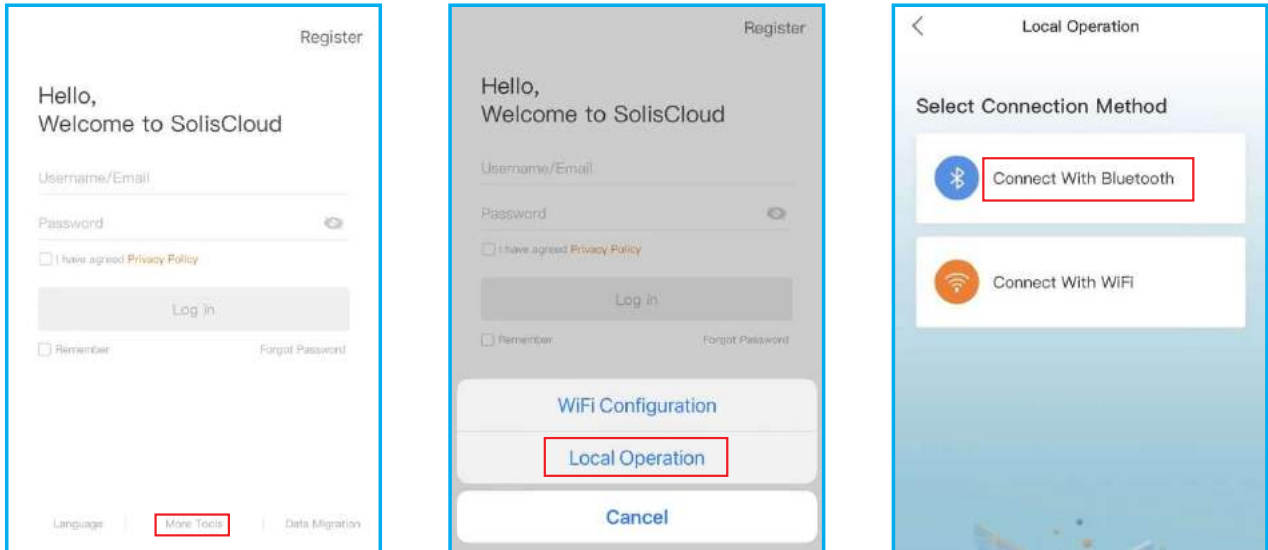 Register
Hello,
Welcome to SolisCloud
Username/Email
Password
I have agreed Privacy Policy
Log in
Remember
Forgot Password
Language
More Tools
Data Migration
Register
Hello,
Welcome to SolisCloud
Username/Email
Password
I have agreed Privacy Policy
Log in
Remember
Forgot Password
WiFi Configuration
Local Operation
Cancel
Local Operation
Select Connection Method
Connect With Bluetooth
Connect With WiFi